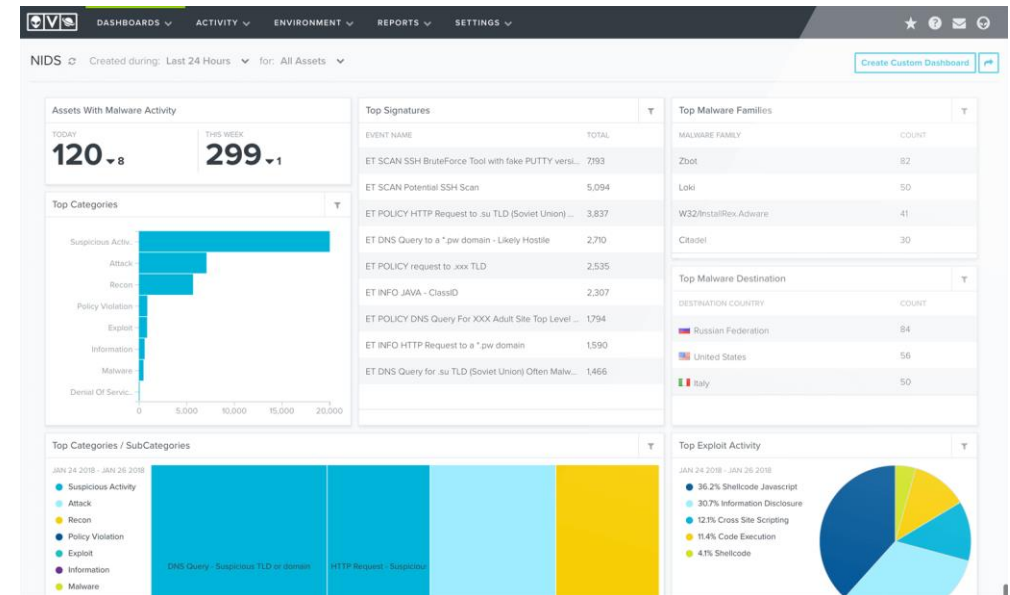 DASHBOARDS ACTIVITY ENVIRONMENT REPORTS SETTINGS
NIDS Created during: Last 24 Hours for: All Assets
Create Custom Dashboard
Assets With Malware Activity
TODAY THIS WEEK
120 8 299 1
Top Categories
Suspicious Activ...
Attack
Recon
Policy Violation
Exploit
Information
Malware
Denial Of Servic...
0 5,000 10,000 15,000 20,000
Top Signatures
EVENT NAME TOTAL
ET SCAN SSH BruteForce Tool with fake PUTTY versi... 7,193
ET SCAN Potential SSH Scan 5,094
ET POLICY HTTP Request to .su TLD (Soviet Union) ... 3,837
ET DNS Query to a *.pw domain - Likely Hostile 2,710
ET POLICY request to .xxx TLD 2,535
ET INFO JAVA - ClassID 2,307
ET POLICY DNS Query For XXX Adult Site Top Level ... 1,794
ET INFO HTTP Request to a *.pw domain 1,590
ET DNS Query for .su TLD (Soviet Union) Often Malw... 1,466
Top Malware Families
MALWARE FAMILY COUNT
Zbot 82
Loki 50
W32/InstallRex.Adware 41
Citadel 30
Top Malware Destination
DESTINATION COUNTRY COUNT
Russian Federation 84
United States 56
Italy 50
Top Categories / SubCategories
JAN 24 2018 - JAN 26 2018
Suspicious Activity
Attack
Recon
Policy Violation
Exploit
Information
Malware
DNS Query - Suspicious TLD or domain
HTTP Request - Suspiciou
Top Exploit Activity
JAN 24 2018 - JAN 26 2018
36.2% Shellcode Javascript
30.7% Information Disclosure
12.1% Cross Site Scripting
11.4% Code Execution
4.1% Shellcode